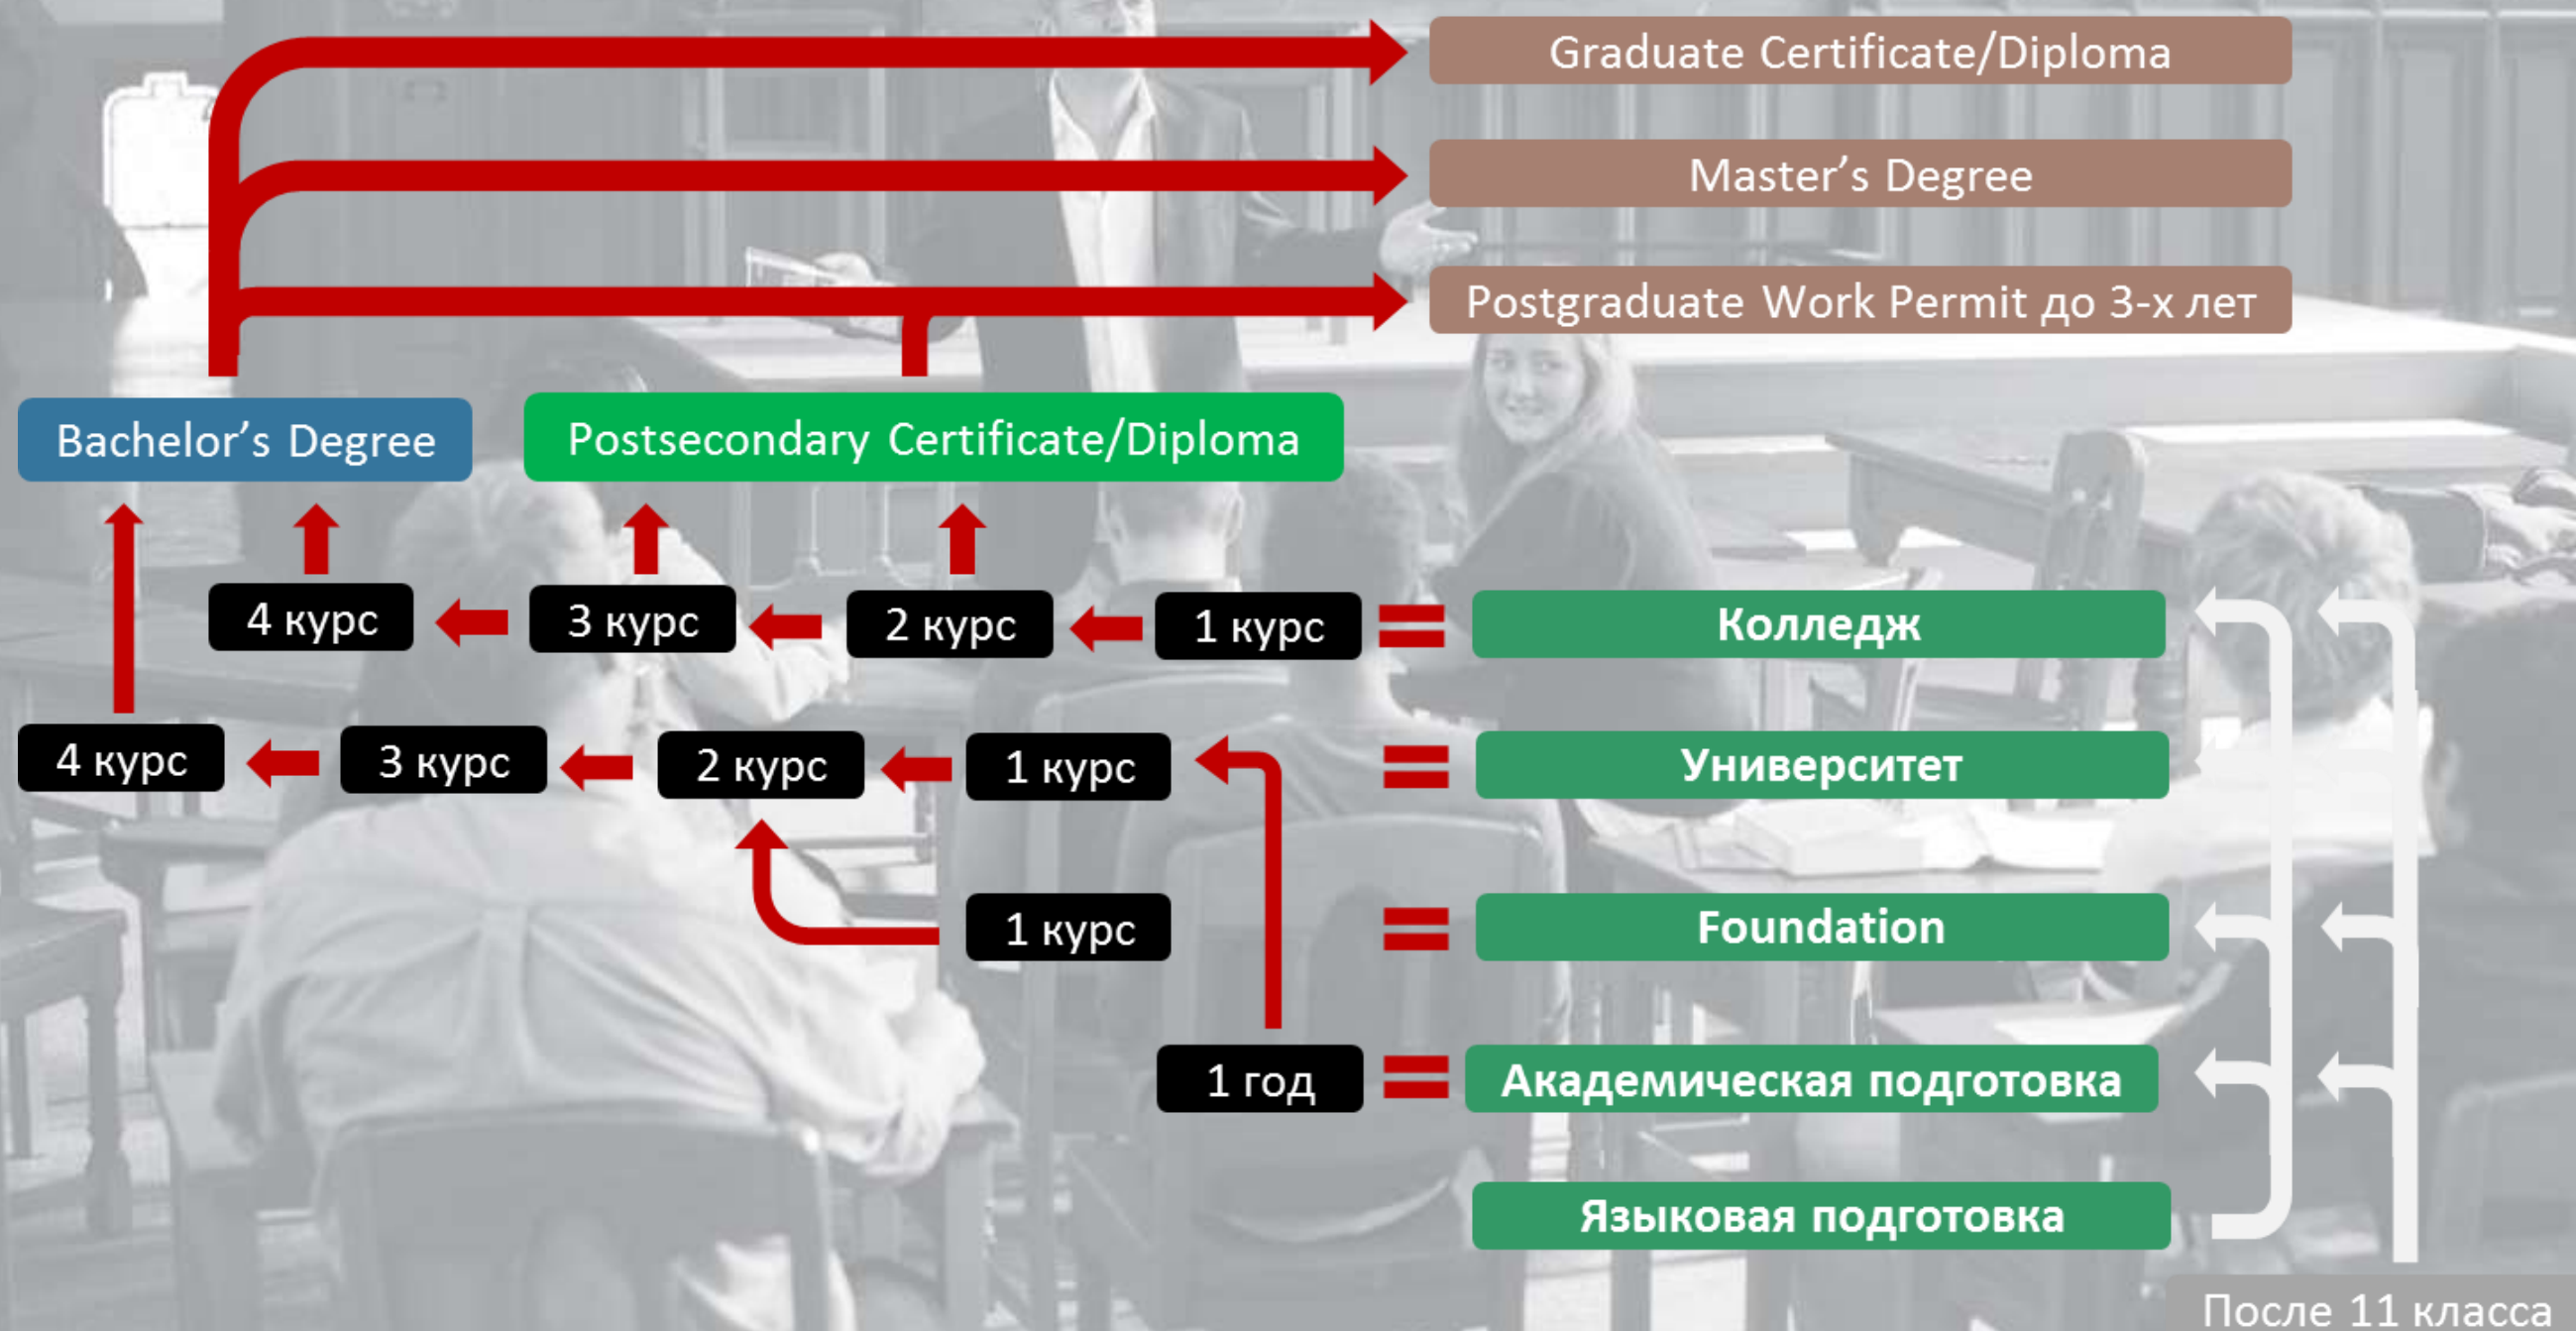 Graduate Certificate/Diploma
Master’s Degree
Postgraduate Work Permit до 3-х лет
Bachelor’s Degree
Postsecondary Certificate/Diploma
4 курс
3 курс
2 курс
1 курс
=
Колледж
4 курс
3 курс
2 курс
1 курс
=
Университет
1 курс
=
Foundation
1 год
=
Академическая подготовка
Языковая подготовка
После 11 класса